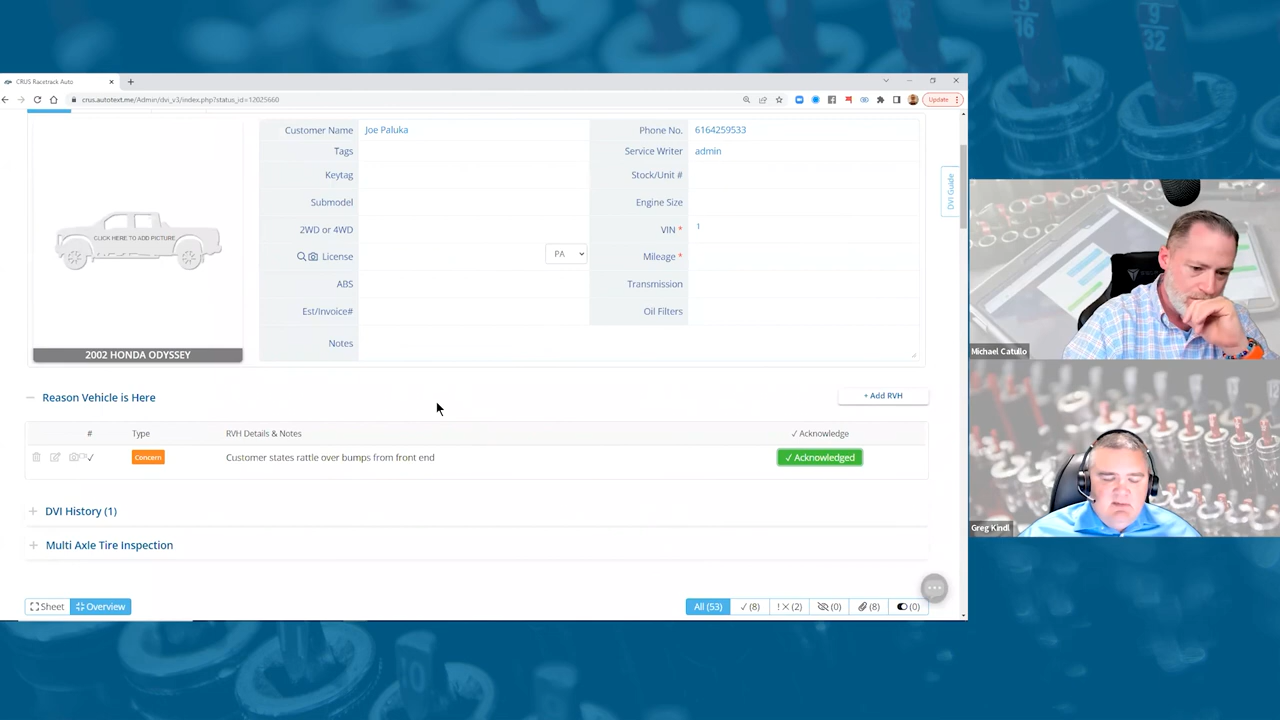 5
16
9
32
CRUS Racetrack Auto
crus.autotext.me/Admin/dvi_v3/index.php?status_id=12025660
Update
Customer Name Joe Paluka Phone No. 6164259533
Tags Service Writer admin
Keytag Stock/Unit #
Submodel Engine Size
2WD or 4WD VIN * 1
License PA Mileage *
ABS Transmission
Est/Invoice# Oil Filters
Notes
CLICK HERE TO ADD PICTURE
2002 HONDA ODYSSEY
DVI Guide
Reason Vehicle is Here + Add RVH
# Type RVH Details & Notes ✓ Acknowledge
Concern Customer states rattle over bumps from front end ✓ Acknowledged
DVI History (1)
Multi Axle Tire Inspection
Sheet Overview All (53) ✓ (8) ! ✕ (2) (0) (8) (0)
Michael Catullo
Greg Kindl
10